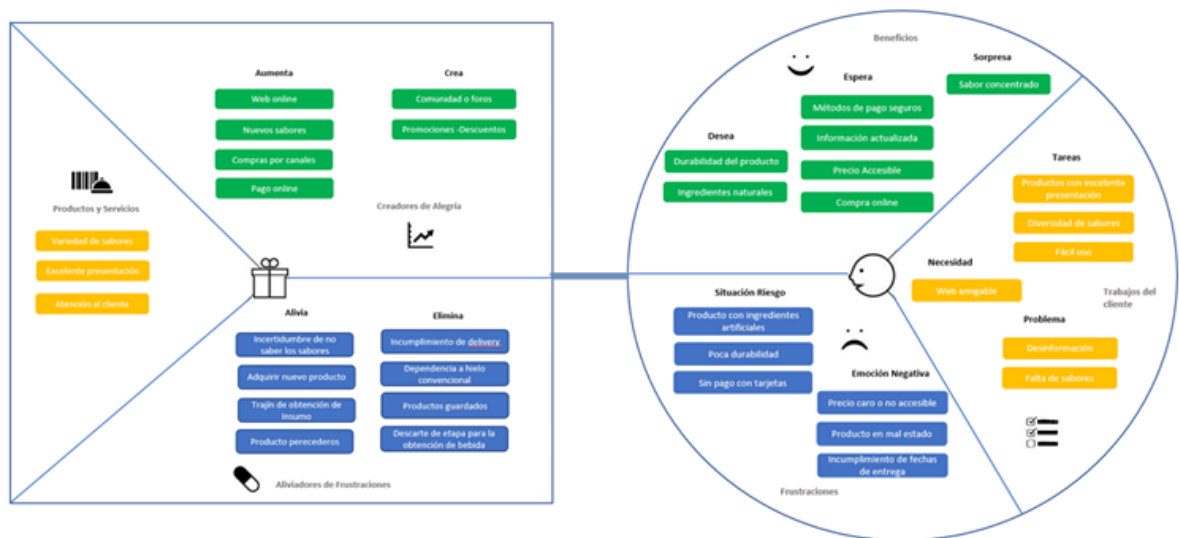 Aumenta
Web online
Nuevos sabores
Compras por canales
Pago online
Crea
Comunidad o foros
Promociones -Descuentos
Creadores de Alegría
Productos y Servicios
Variedad de sabores
Excelente presentación
Atención al cliente
Alivia
Incertidumbre de no
saber los sabores
Adquirir nuevo producto
Trajín de obtención de
Insumo
Producto perecederos
Elimina
Incumplimiento de delivery
Dependencia a hielo
convencional
Productos guardados
Descarte de etapa para la
obtención de bebida
Aliviadores de Frustraciones
Beneficios
Sorpresa
Sabor concentrado
Espera
Métodos de pago seguros
Información actualizada
Precio Accesible
Compra online
Desea
Durabilidad del producto
Ingredientes naturales
Tareas
Productos con excelente
presentación
Diversidad de sabores
Fácil uso
Necesidad
Web amigable
Trabajos del
cliente
Problema
Desinformación
Falta de sabores
Situación Riesgo
Producto con ingredientes
artificiales
Poca durabilidad
Sin pago con tarjetas
Emoción Negativa
Precio caro o no accesible
Producto en mal estado
Incumplimiento de fechas
de entrega
Frustraciones